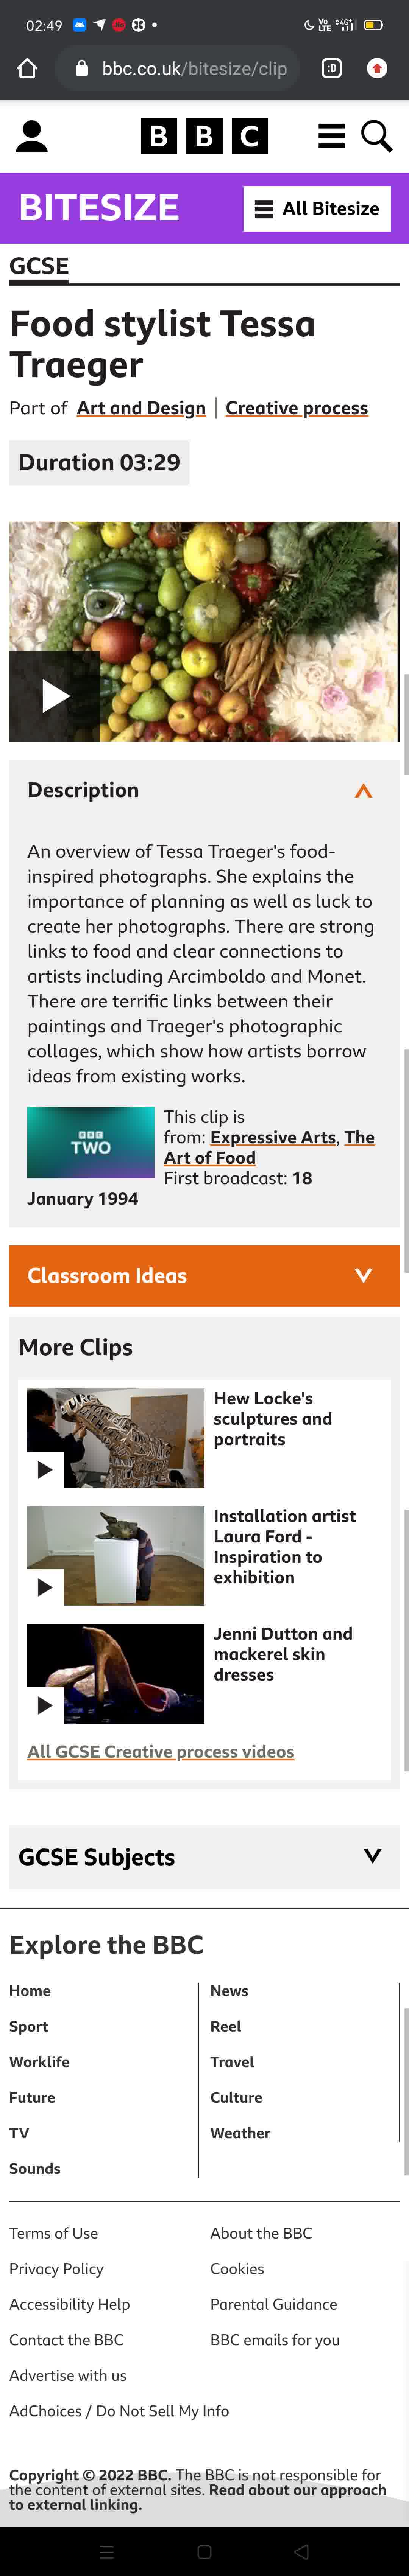 02:49
Vo LTE 4G+
bbc.co.uk/bitesize/clip
:D
BBC
BITESIZE
All Bitesize
GCSE
Food stylist Tessa
Traeger
Part of Art and Design | Creative process
Duration 03:29
Description
An overview of Tessa Traeger's food-
inspired photographs. She explains the
importance of planning as well as luck to
create her photographs. There are strong
links to food and clear connections to
artists including Arcimboldo and Monet.
There are terrific links between their
paintings and Traeger's photographic
collages, which show how artists borrow
ideas from existing works.
BBC
TWO
This clip is
from: Expressive Arts, The
Art of Food
First broadcast: 18
January 1994
Classroom Ideas
More Clips
Hew Locke's
sculptures and
portraits
Installation artist
Laura Ford -
Inspiration to
exhibition
Jenni Dutton and
mackerel skin
dresses
All GCSE Creative process videos
GCSE Subjects
Explore the BBC
Home
News
Sport
Reel
Worklife
Travel
Future
Culture
TV
Weather
Sounds
Terms of Use
About the BBC
Privacy Policy
Cookies
Accessibility Help
Parental Guidance
Contact the BBC
BBC emails for you
Advertise with us
AdChoices / Do Not Sell My Info
Copyright © 2022 BBC. The BBC is not responsible for
the content of external sites. Read about our approach
to external linking.